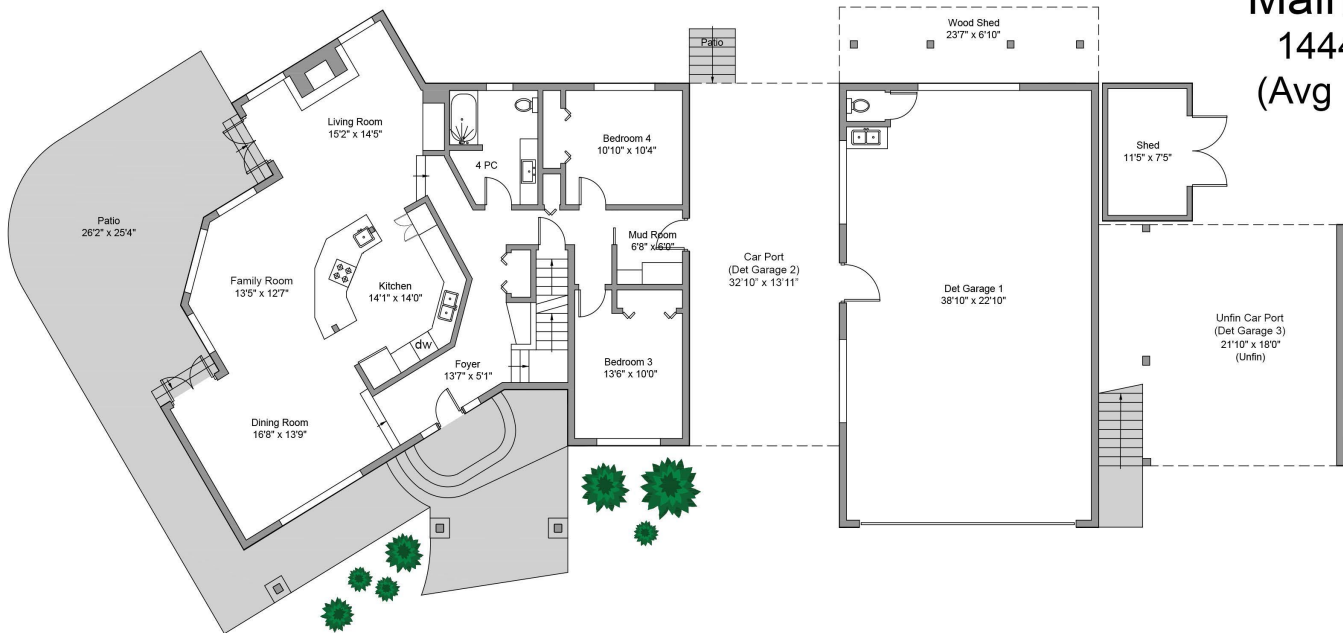 Main
1444
(Avg
Wood Shed
23'7" x 6'10"
Patio
Living Room
15'2" x 14'5"
Bedroom 4
10'10" x 10'4"
4 PC
Shed
11'5" x 7'5"
Patio
26'2" x 25'4"
Mud Room
6'8" x 6'0"
Car Port
(Det Garage 2)
32'10" x 13'11"
Family Room
13'5" x 12'7"
Kitchen
14'1" x 14'0"
Det Garage 1
38'10" x 22'10"
Unfin Car Port
(Det Garage 3)
21'10" x 18'0"
(Unfin)
dw
Foyer
13'7" x 5'1"
Bedroom 3
13'6" x 10'0"
Dining Room
16'8" x 13'9"